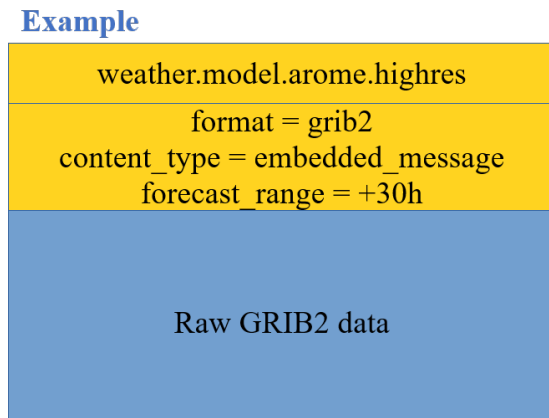 Example
weather.model.arome.highres
format = grib2
content_type = embedded_message
forecast_range = +30h
Raw GRIB2 data